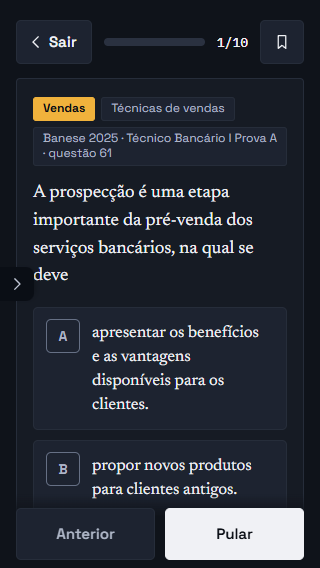 Sair
1/10
Vendas
Técnicas de vendas
Banese 2025 · Técnico Bancário I Prova A
· questão 61
A prospecção é uma etapa
importante da pré-venda dos
serviços bancários, na qual se
deve
A
apresentar os benefícios
e as vantagens
disponíveis para os
clientes.
B
propor novos produtos
para clientes antigos.
Anterior
Pular